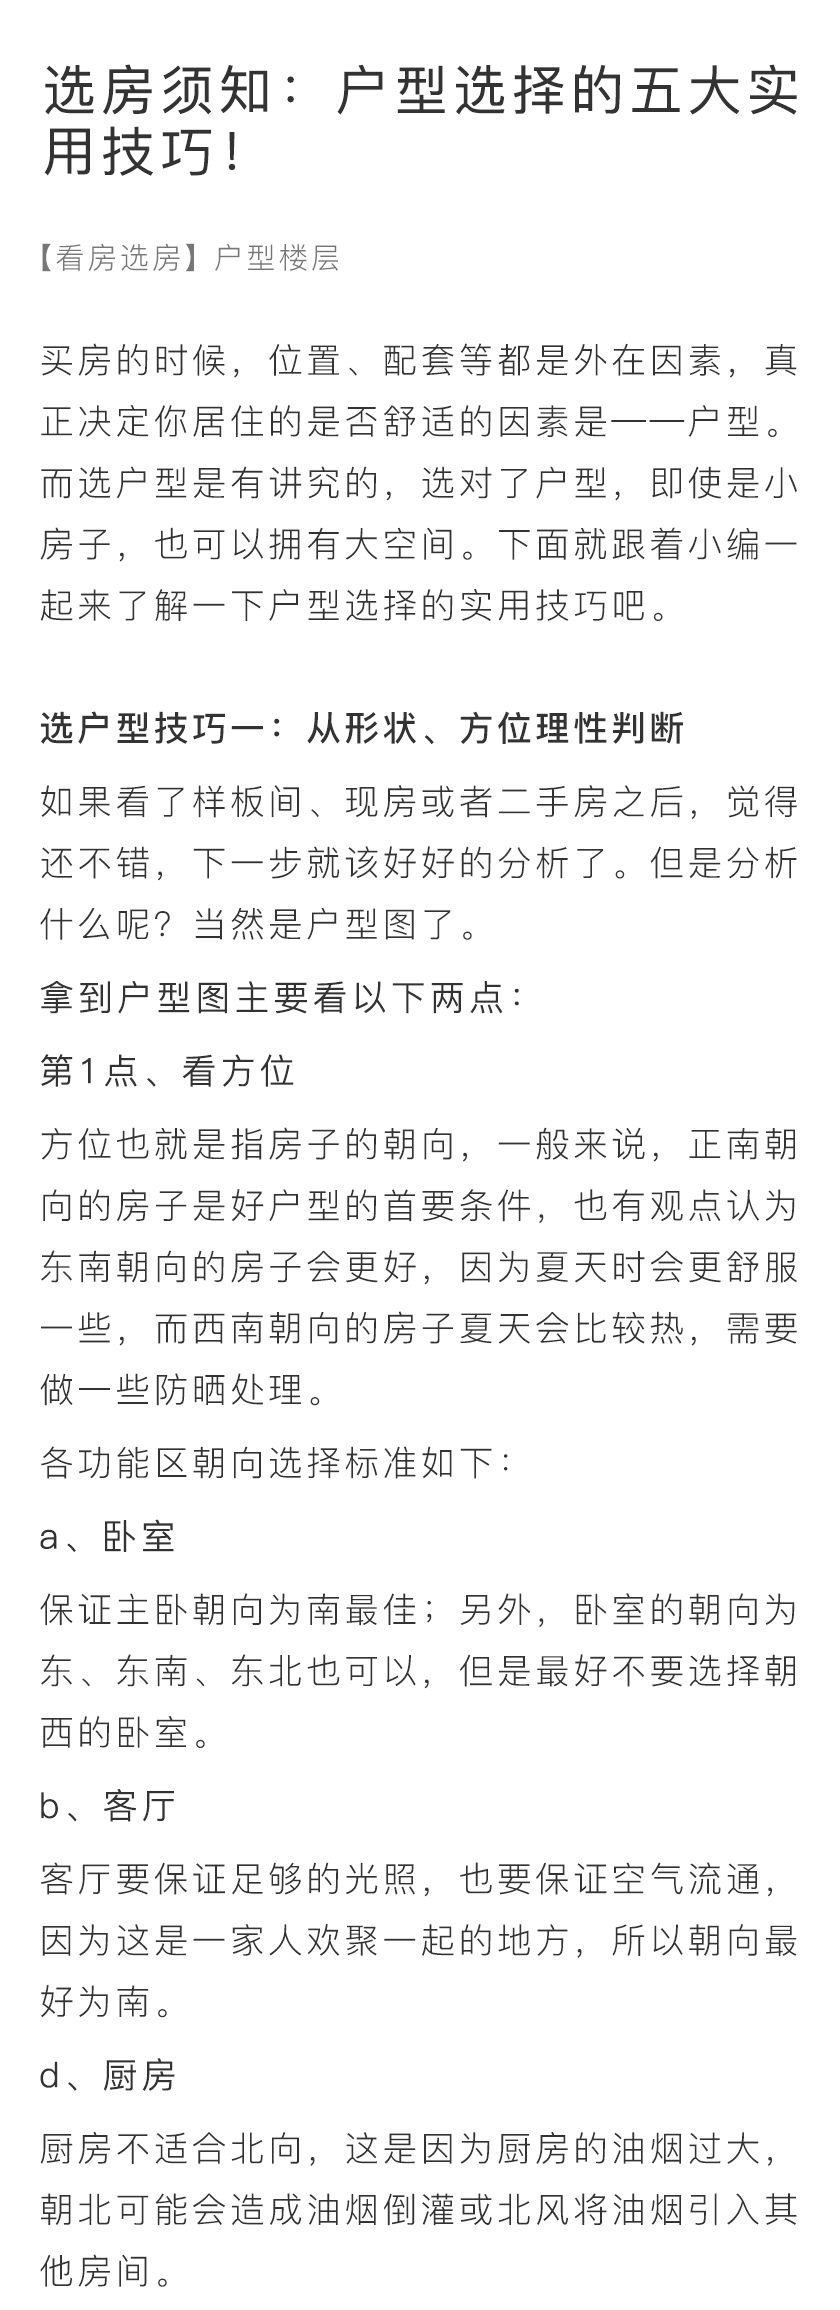 选房须知：户型选择的五大实
用技巧！
【看房选房】户型楼层
买房的时候，位置、配套等都是外在因素，真
正决定你居住的是否舒适的因素是——户型。
而选户型是有讲究的，选对了户型，即使是小
房子，也可以拥有大空间。下面就跟着小编一
起来了解一下户型选择的实用技巧吧。
选户型技巧一：从形状、方位理性判断
如果看了样板间、现房或者二手房之后，觉得
还不错，下一步就该好好的分析了。但是分析
什么呢？当然是户型图了。
拿到户型图主要看以下两点：
第1点、看方位
方位也就是指房子的朝向，一般来说，正南朝
向的房子是好户型的首要条件，也有观点认为
东南朝向的房子会更好，因为夏天时会更舒服
一些，而西南朝向的房子夏天会比较热，需要
做一些防晒处理。
各功能区朝向选择标准如下：
a、卧室
保证主卧朝向为南最佳；另外，卧室的朝向为
东、东南、东北也可以，但是最好不要选择朝
西的卧室。
b、客厅
客厅要保证足够的光照，也要保证空气流通，
因为这是一家人欢聚一起的地方，所以朝向最
好为南。
d、厨房
厨房不适合北向，这是因为厨房的油烟过大，
朝北可能会造成油烟倒灌或北风将油烟引入其
他房间。